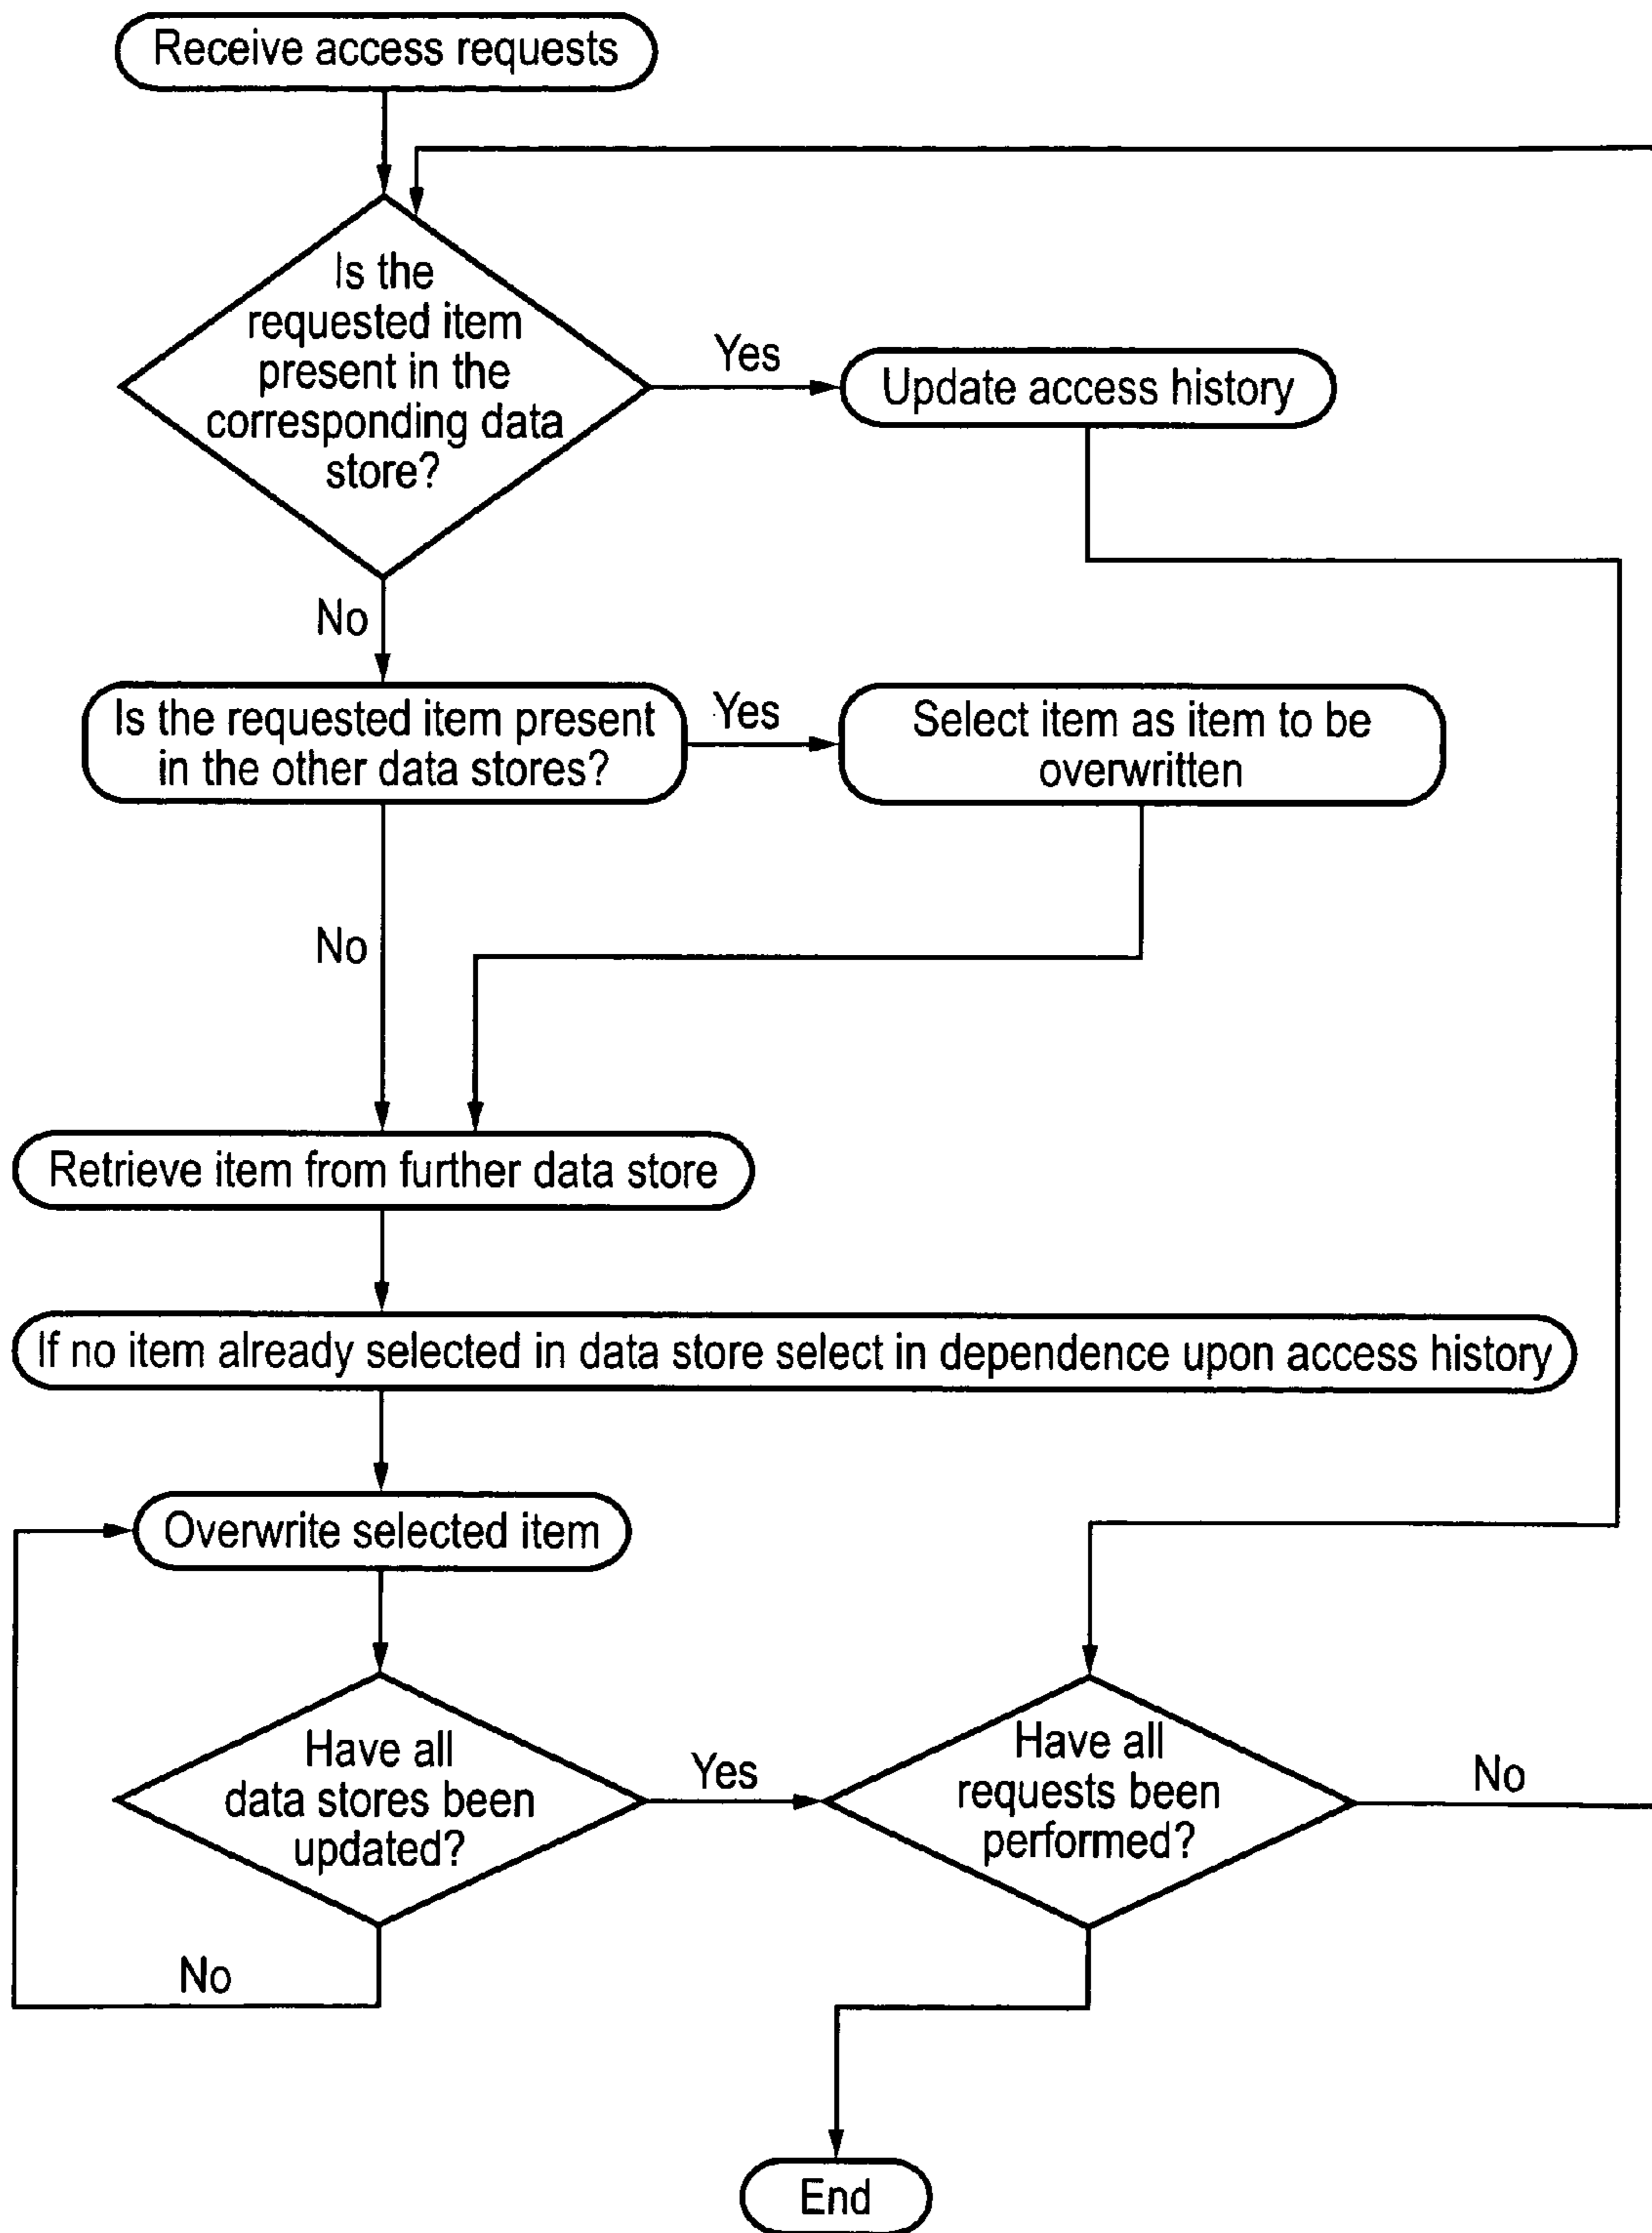 Receive access requests
Is the
requested item
present in the
corresponding data
store?
Yes
Update access history
No
Is the requested item present
in the other data stores?
Yes
Select item as item to be
overwritten
No
Retrieve item from further data store
If no item already selected in data store select in dependence upon access history
Overwrite selected item
Have all
data stores been
updated?
Yes
Have all
requests been
performed?
No
No
End